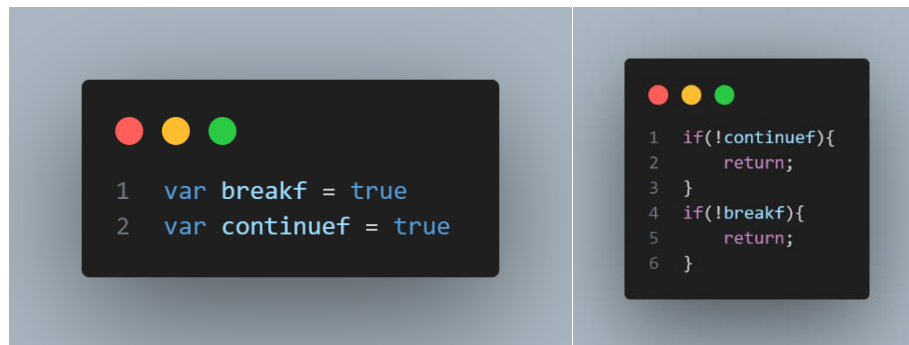 1 var breakf = true
2 var continuef = true
1 if(!continuef){
2 return;
3 }
4 if(!breakf){
5 return;
6 }